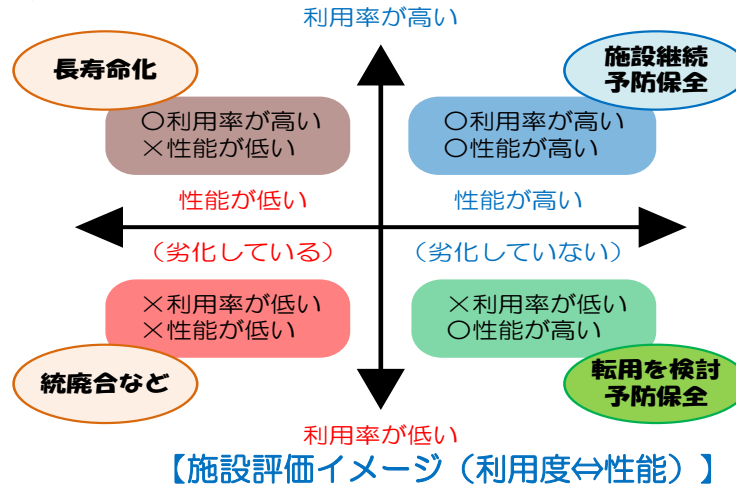 利用率が高い
長寿命化
施設継続
予防保全
〇利用率が高い
×性能が低い
〇利用率が高い
〇性能が高い
性能が低い
性能が高い
（劣化している）
（劣化していない）
×利用率が低い
×性能が低い
×利用率が低い
〇性能が高い
統廃合など
転用を検討
予防保全
利用率が低い
【施設評価イメージ（利用度⇔性能）】